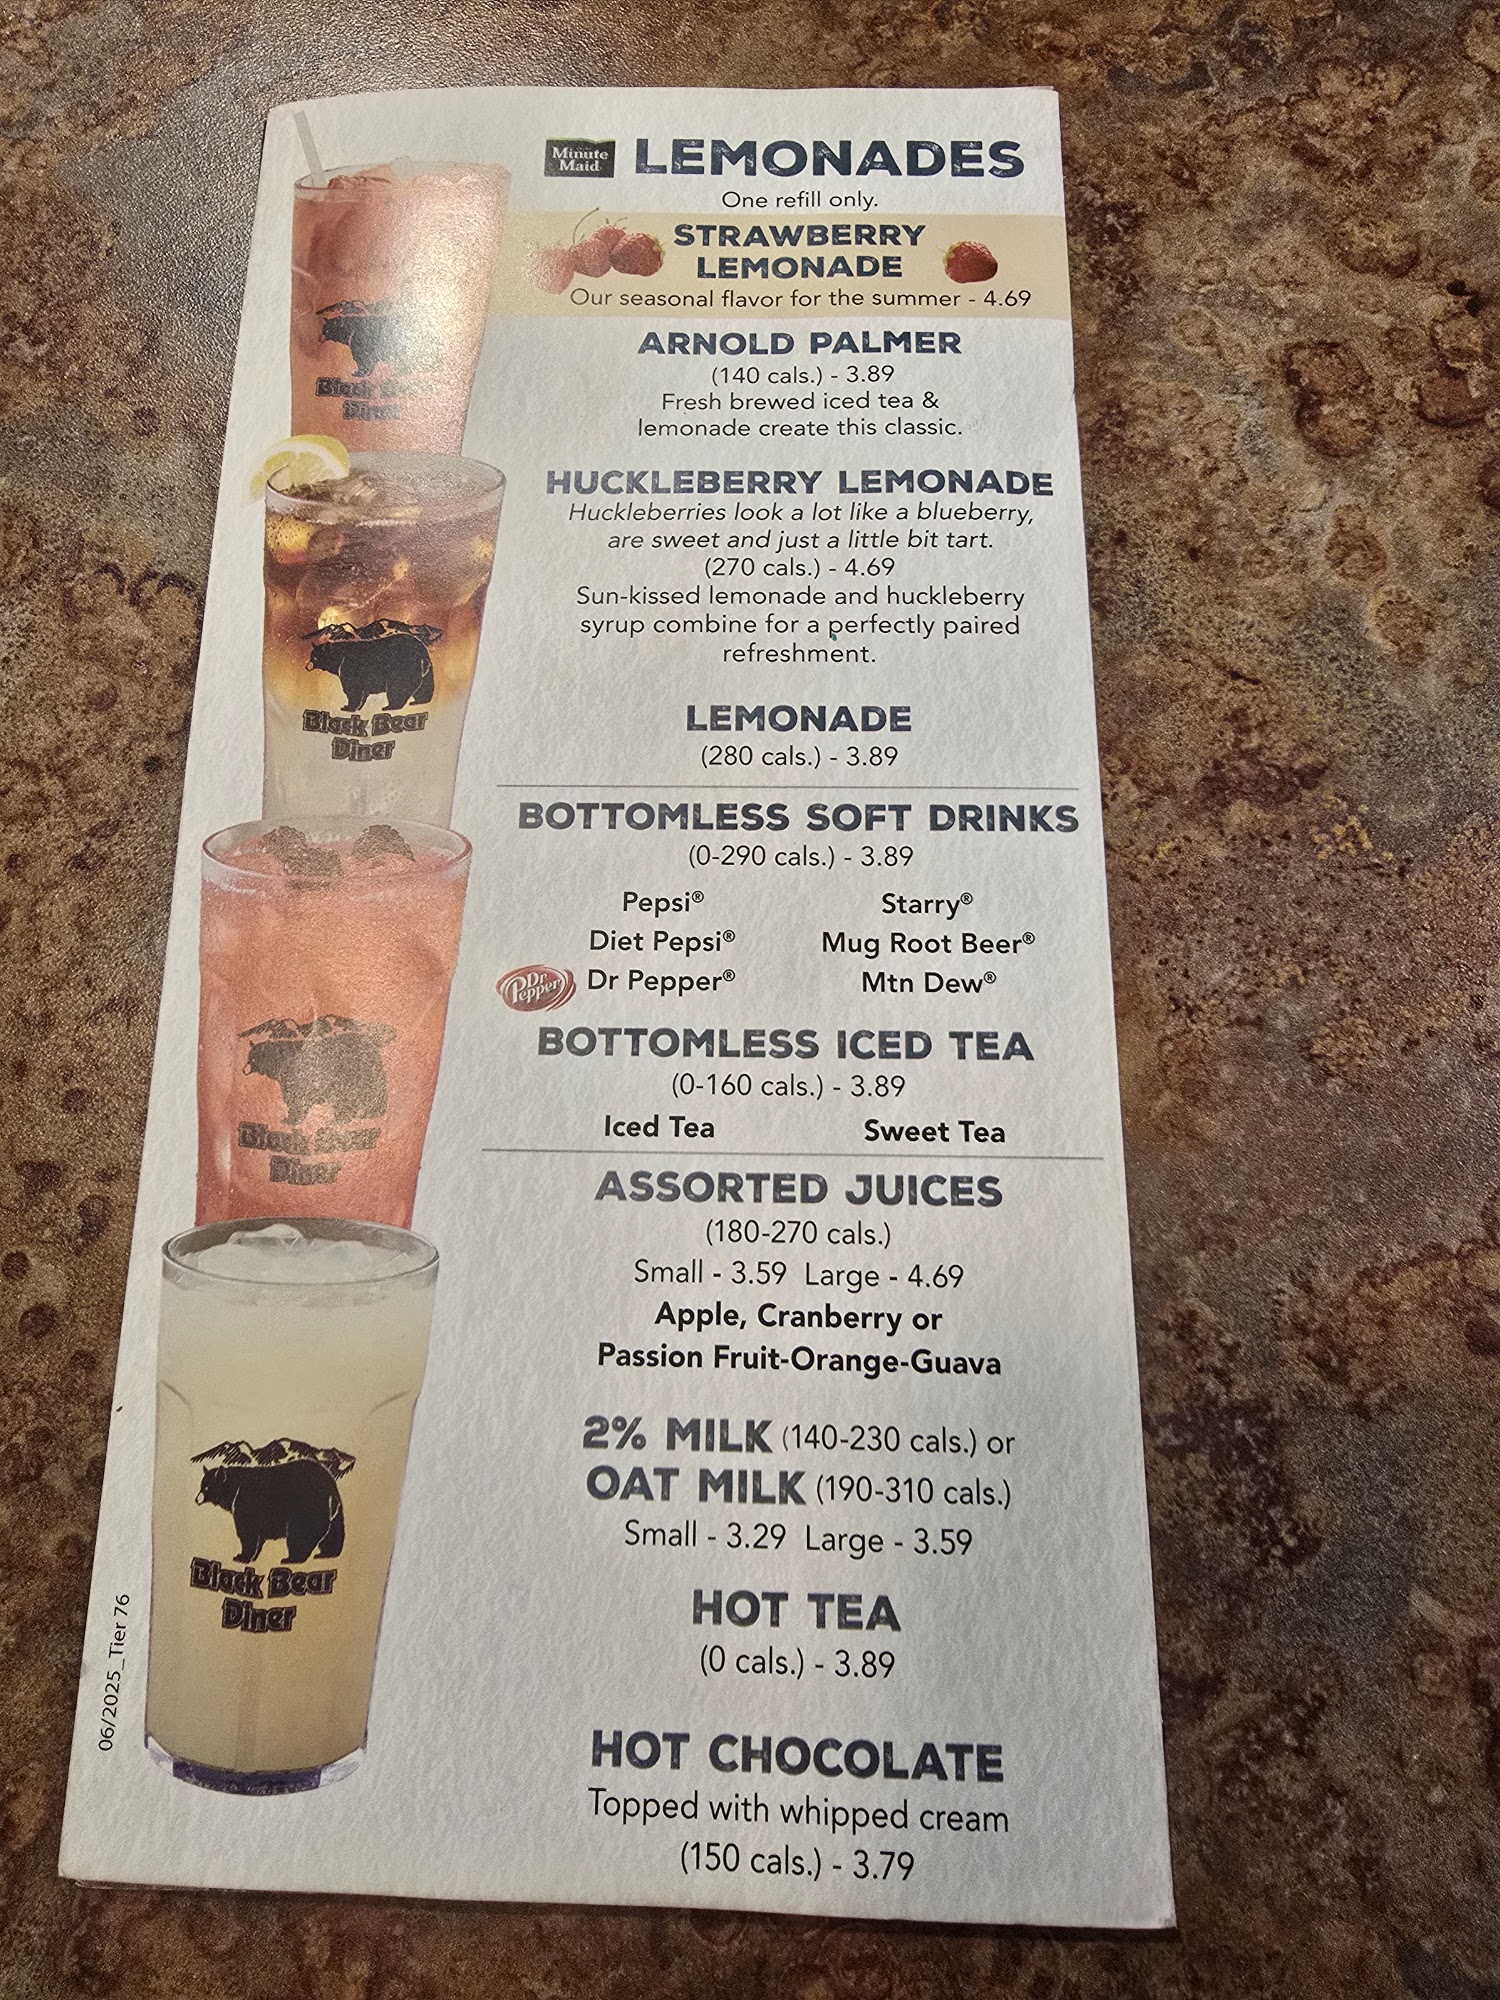 Minute
Maid
LEMONADES
One refill only.
STRAWBERRY
LEMONADE
Our seasonal flavor for the summer - 4.69
ARNOLD PALMER
(140 cals.) - 3.89
Fresh brewed iced tea &
lemonade create this classic.
HUCKLEBERRY LEMONADE
Huckleberries look a lot like a blueberry,
are sweet and just a little bit tart.
(270 cals.) - 4.69
Sun-kissed lemonade and huckleberry
syrup combine for a perfectly paired
refreshment.
LEMONADE
(280 cals.) - 3.89
BOTTOMLESS SOFT DRINKS
(0-290 cals.) - 3.89
Pepsi® Starry®
Diet Pepsi® Mug Root Beer®
Dr Pepper Dr Pepper® Mtn Dew®
BOTTOMLESS ICED TEA
(0-160 cals.) - 3.89
Iced Tea Sweet Tea
ASSORTED JUICES
(180-270 cals.)
Small - 3.59 Large - 4.69
Apple, Cranberry or
Passion Fruit-Orange-Guava
2% MILK (140-230 cals.) or
OAT MILK (190-310 cals.)
Small - 3.29 Large - 3.59
HOT TEA
(0 cals.) - 3.89
HOT CHOCOLATE
Topped with whipped cream
(150 cals.) - 3.79
Black Bear
Diner
Black Bear
Diner
Black Bear
Diner
Black Bear
Diner
06/2025_Tier 76